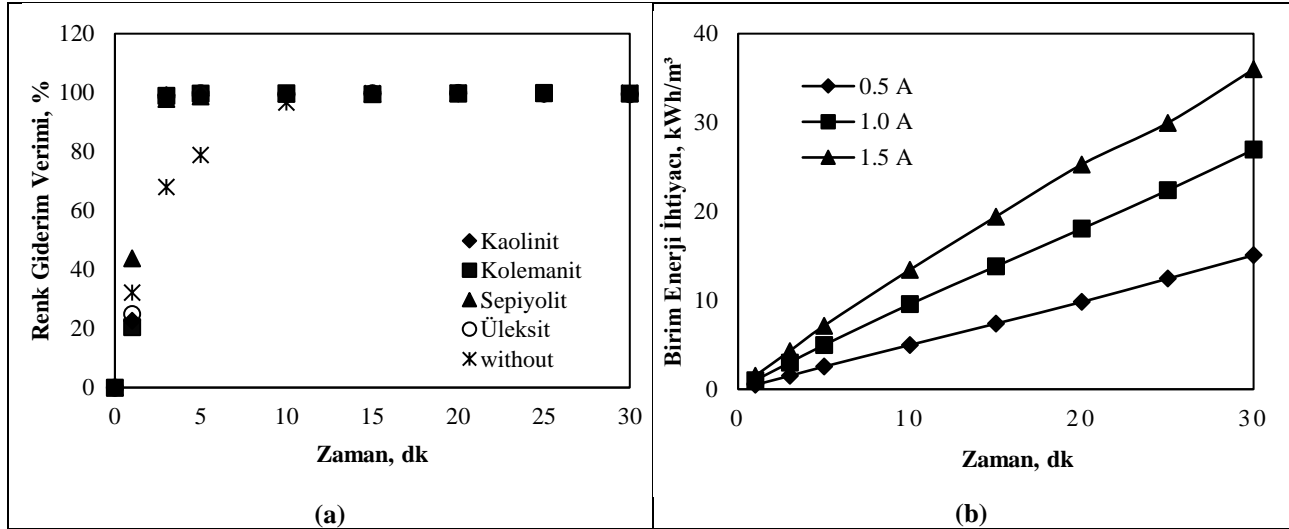 120
100
80
60
40
20
0
Renk Giderim Verimi, %
Kaolinit
Kolemanit
Sepiyolit
Üleksit
without
0 5 10 15 20 25 30
Zaman, dk
(a)
40
30
20
10
0
Birim Enerji İhtiyacı, kWh/m³
0.5 A
1.0 A
1.5 A
0 10 20 30
Zaman, dk
(b)